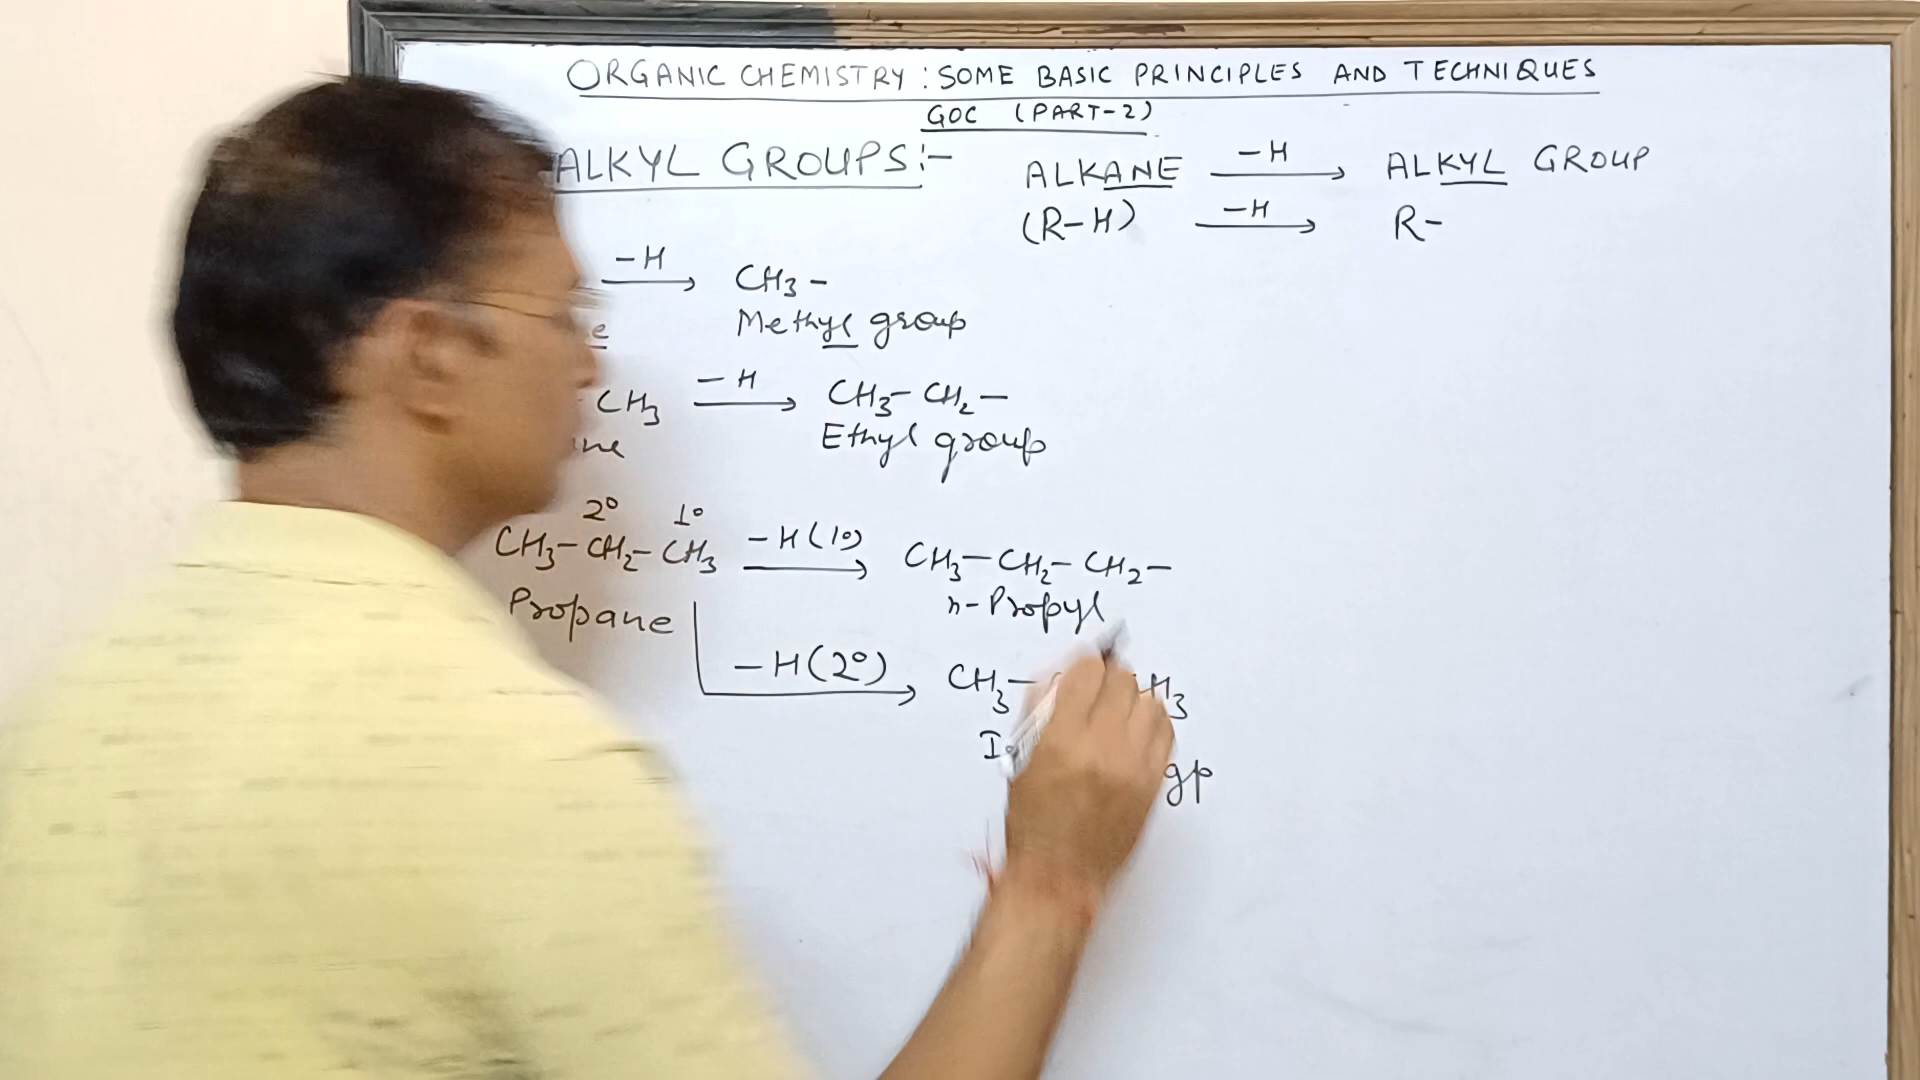 ORGANIC CHEMISTRY : SOME BASIC PRINCIPLES AND TECHNIQUES
GOC (PART-2)
ALKYL GROUPS:-
ALKANE —H→ ALKYL GROUP
(R-H) —H→ R-
-H→ CH3-
Methyl group
CH3 -H→ CH3-CH2-
Ethyl group
2° 1°
CH3-CH2-CH3 -H(1°)→ CH3-CH2-CH2-
Propane n-Propyl
-H(2°)→ CH3-
gp